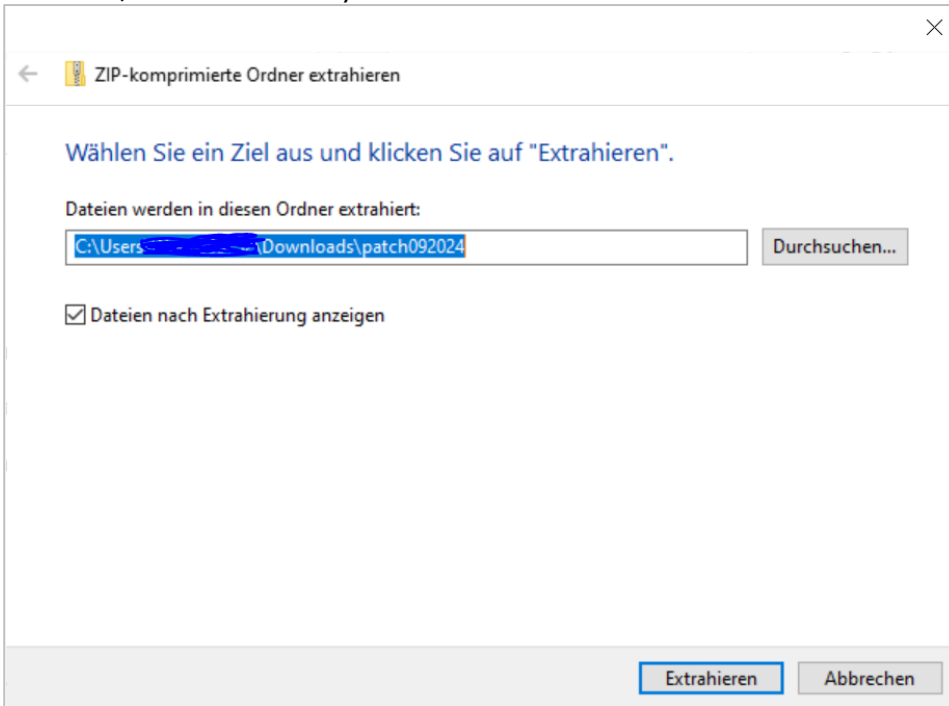 ZIP-komprimierte Ordner extrahieren
Wählen Sie ein Ziel aus und klicken Sie auf "Extrahieren".
Dateien werden in diesen Ordner extrahiert:
C:\Users \Downloads\patch092024
Durchsuchen...
Dateien nach Extrahierung anzeigen
Extrahieren
Abbrechen